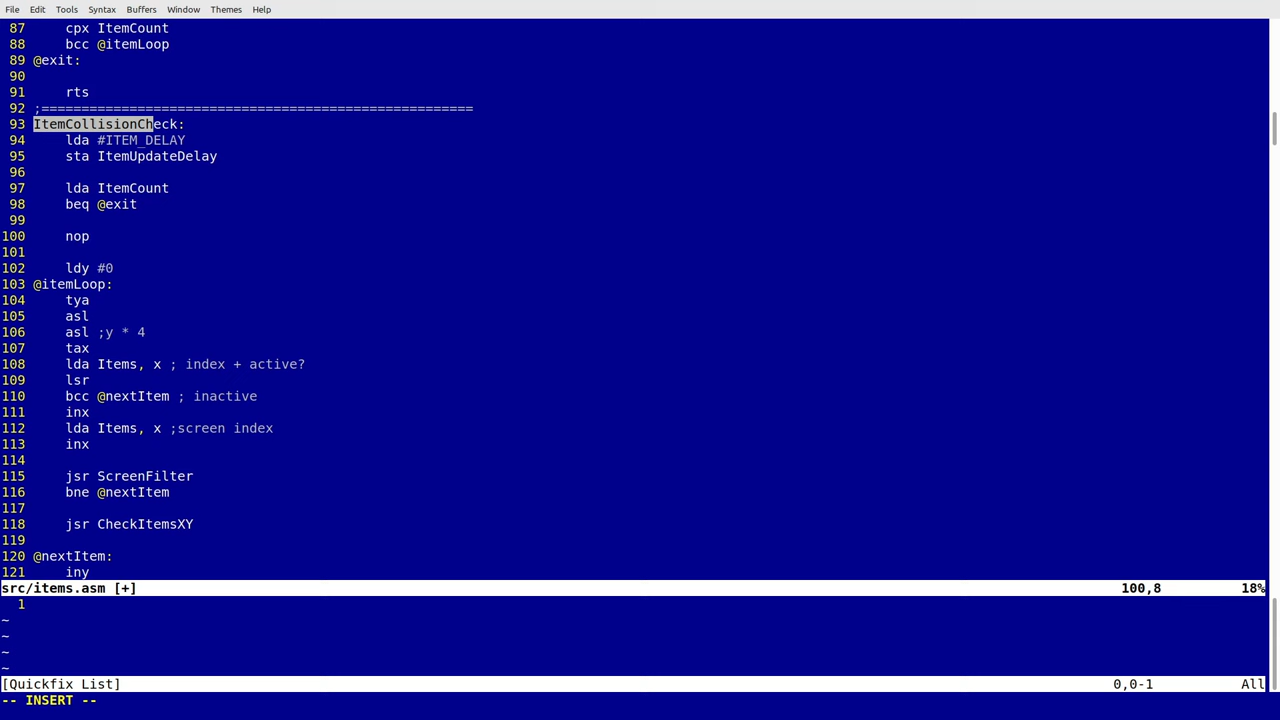 File Edit Tools Syntax Buffers Window Themes Help
87 cpx ItemCount
88 bcc @itemLoop
89 @exit:
90
91 rts
92 ;======================================================
93 ItemCollisionCheck:
94 lda #ITEM_DELAY
95 sta ItemUpdateDelay
96
97 lda ItemCount
98 beq @exit
99
100 nop
101
102 ldy #0
103 @itemLoop:
104 tya
105 asl
106 asl ;y * 4
107 tax
108 lda Items, x ; index + active?
109 lsr
110 bcc @nextItem ; inactive
111 inx
112 lda Items, x ;screen index
113 inx
114
115 jsr ScreenFilter
116 bne @nextItem
117
118 jsr CheckItemsXY
119
120 @nextItem:
121 iny
src/items.asm [+] 100,8 18%
1
~
~
~
~
[Quickfix List] 0,0-1 All
-- INSERT --